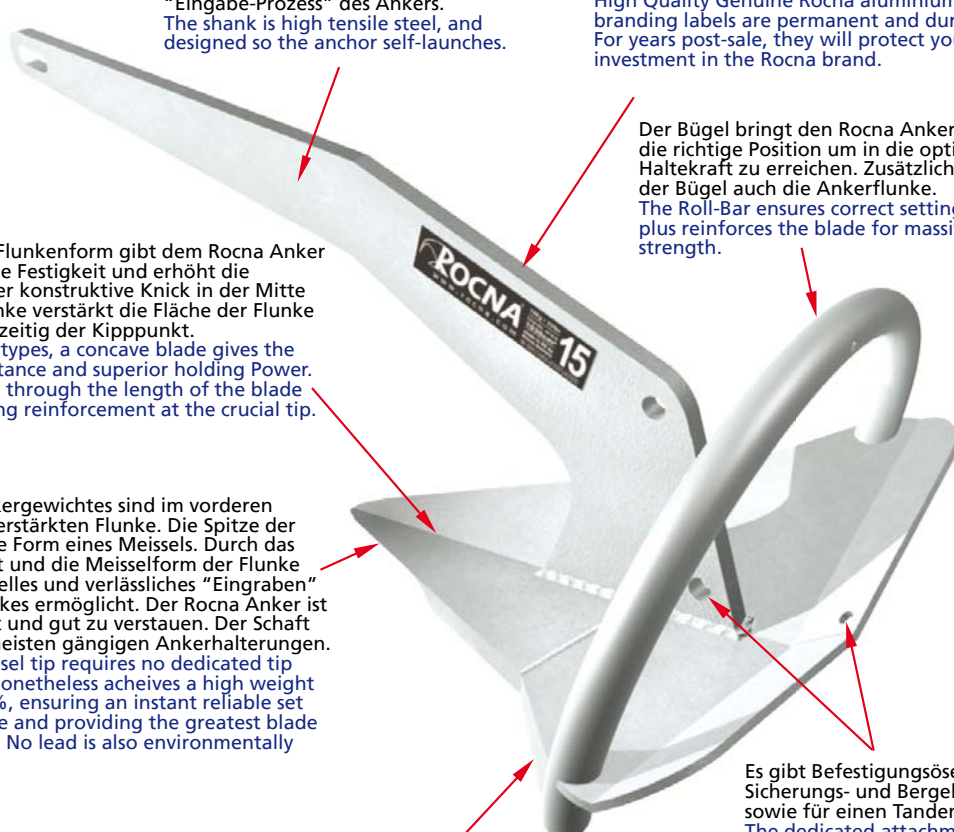 "Eingabe-Prozess" des Ankers.
The shank is high tensile steel, and
designed so the anchor self-launches.
High Quality Genuine Rocna aluminium
branding labels are permanent and dur
For years post-sale, they will protect you
investment in the Rocna brand.
Der Bügel bringt den Rocna Anker
die richtige Position um in die opti
Haltekraft zu erreichen. Zusätzlich
der Bügel auch die Ankerflunke.
The Roll-Bar ensures correct setting
plus reinforces the blade for massi
strength.
Flunkenform gibt dem Rocna Anker
e Festigkeit und erhöht die
er konstruktive Knick in der Mitte
nke verstärkt die Fläche der Flunke
zeitig der Kipppunkt.
types, a concave blade gives the
tance and superior holding Power.
through the length of the blade
ng reinforcement at the crucial tip.
ROCNA
www.rocna.com
15
kergewichtes sind im vorderen
erstärkten Flunke. Die Spitze der
e Form eines Meissels. Durch das
t und die Meisselform der Flunke
elles und verlässliches "Eingraben"
kes ermöglicht. Der Rocna Anker ist
t und gut zu verstauen. Der Schaft
neisten gängigen Ankerhalterungen.
sel tip requires no dedicated tip
onetheless acheives a high weight
%, ensuring an instant reliable set
e and providing the greatest blade
No lead is also environmentally
Es gibt Befestigungsöse
Sicherungs- und Bergel
sowie für einen Tander
The dedicated attachm